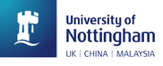 University of
Nottingham
UK | CHINA | MALAYSIA